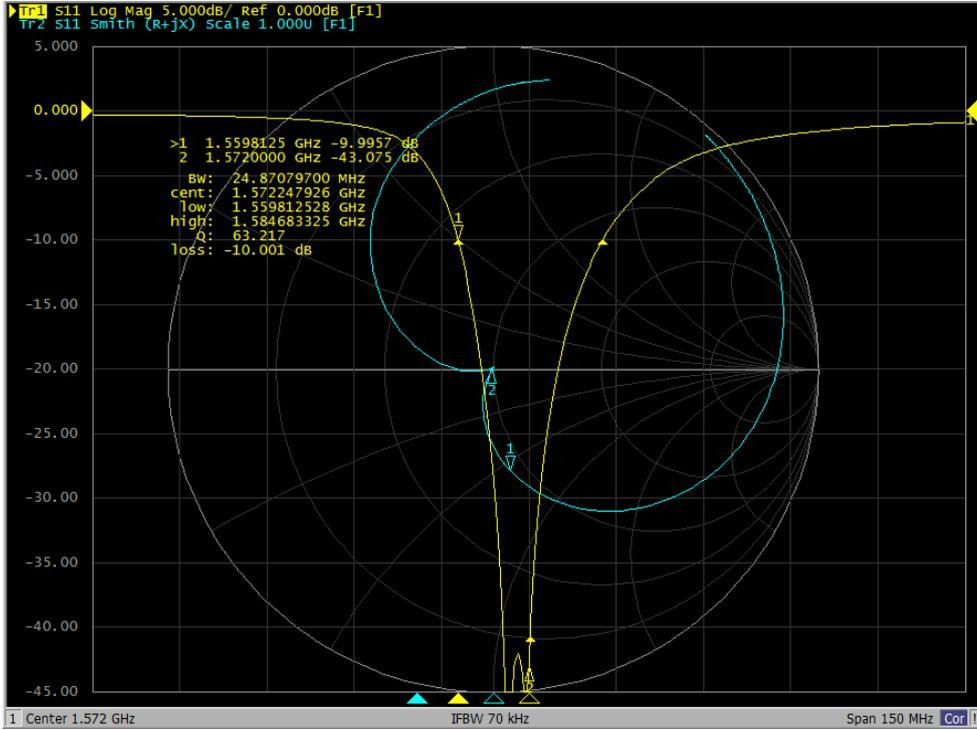 Tr1 S11 Log Mag 5.000dB/ Ref 0.000dB [F1]
Tr2 S11 Smith (R+jX) Scale 1.000U [F1]
5.000
0.000
-5.000
-10.00
-15.00
-20.00
-25.00
-30.00
-35.00
-40.00
-45.00
>1 1.5598125 GHz -9.9957 dB
2 1.5720000 GHz -43.075 dB
BW: 24.87079700 MHz
cent: 1.572247926 GHz
low: 1.559812528 GHz
high: 1.584683325 GHz
Q: 63.217
loss: -10.001 dB
1
1
2
1
1 Center 1.572 GHz IFBW 70 kHz Span 150 MHz Cor !